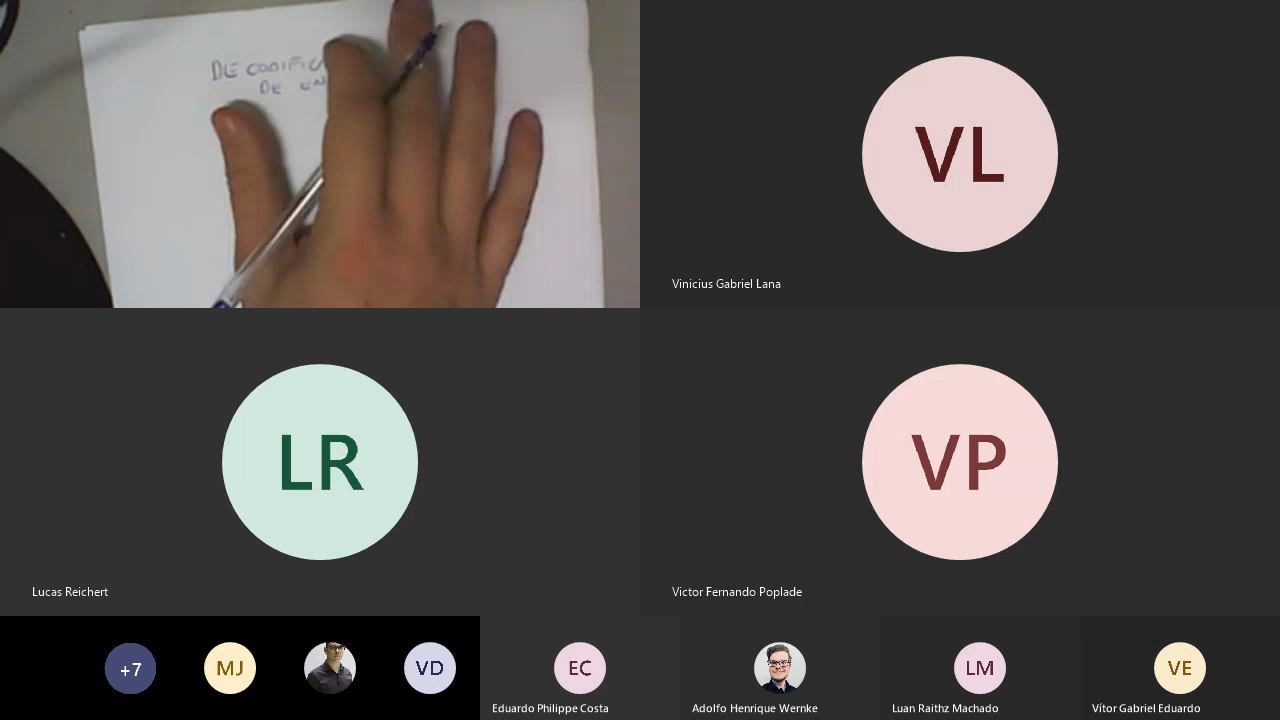 DE
DE
VL
Vinicius Gabriel Lana
LR
Lucas Reichert
VP
Victor Fernando Poplade
+7
MJ
VD
EC
Eduardo Philippe Costa
Adolfo Henrique Wernke
LM
Luan Raithz Machado
VE
Vítor Gabriel Eduardo